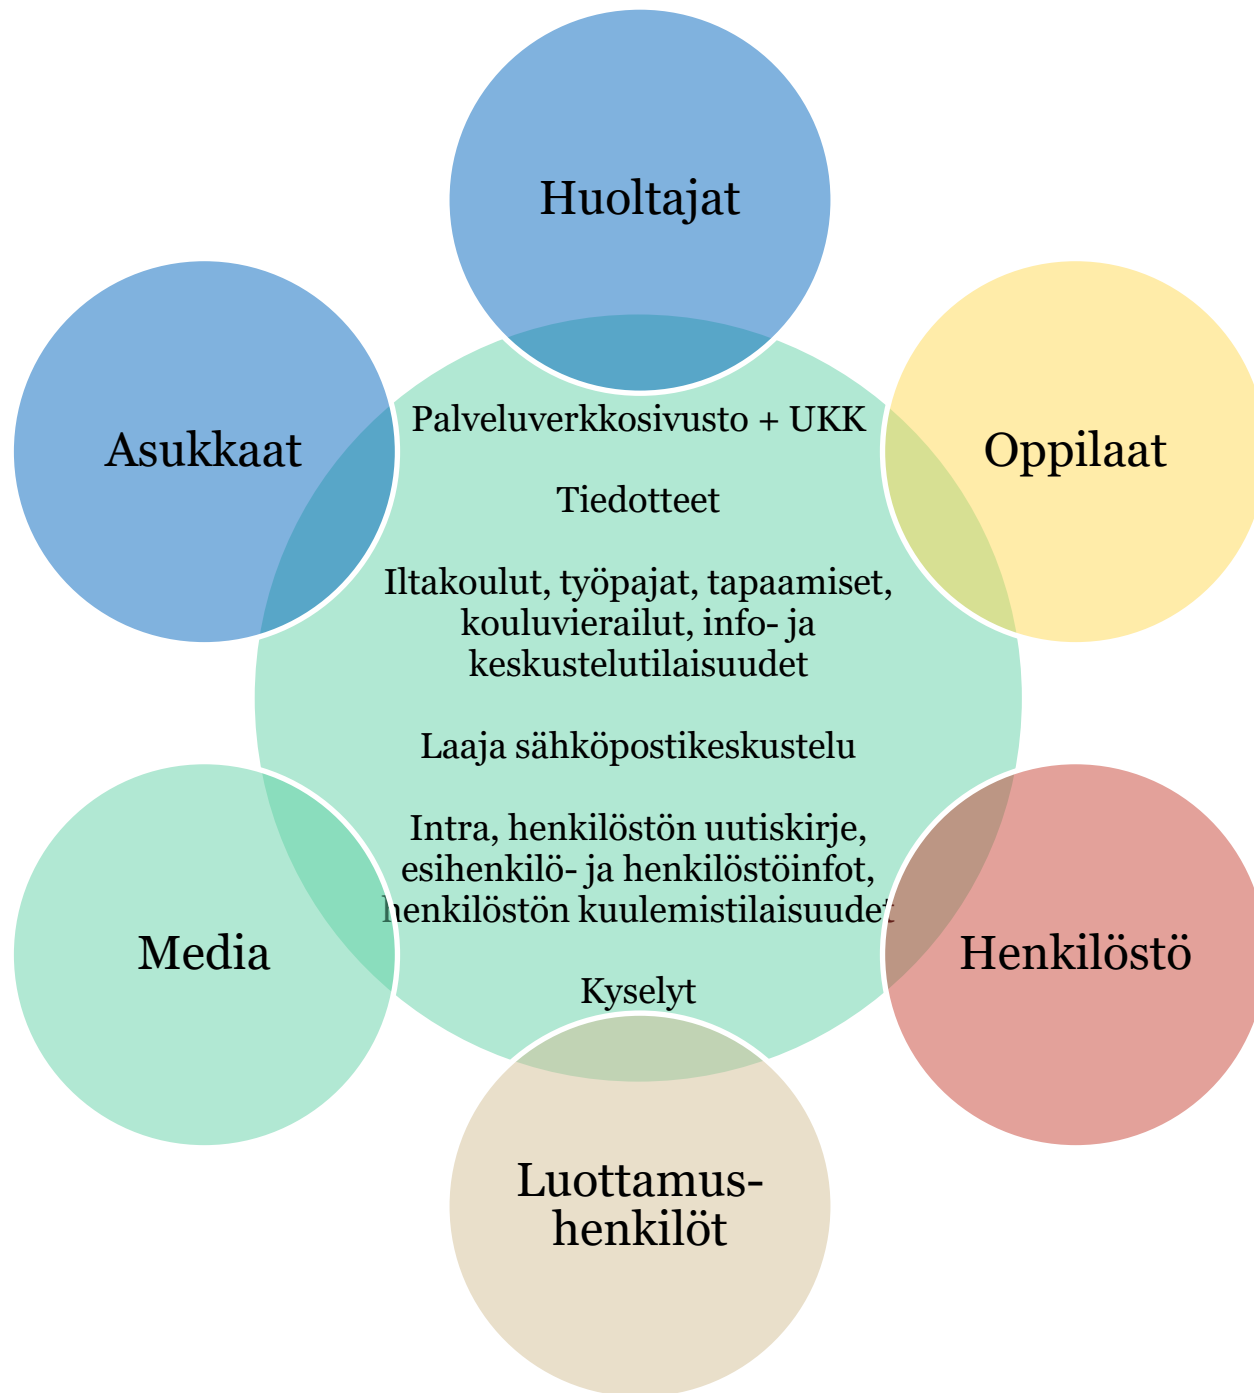 Huoltajat
Asukkaat
Oppilaat
Palveluverkkosivusto + UKK
Tiedotteet
Iltakoulut, työpajat, tapaamiset,
kouluvierailut, info- ja
keskustelutilaisuudet
Laaja sähköpostikeskustelu
Intra, henkilöstön uutiskirje,
esihenkilö- ja henkilöstöinfot,
henkilöstön kuulemistilaisuudet
Kyselyt
Media
Henkilöstö
Luottamus-
henkilöt